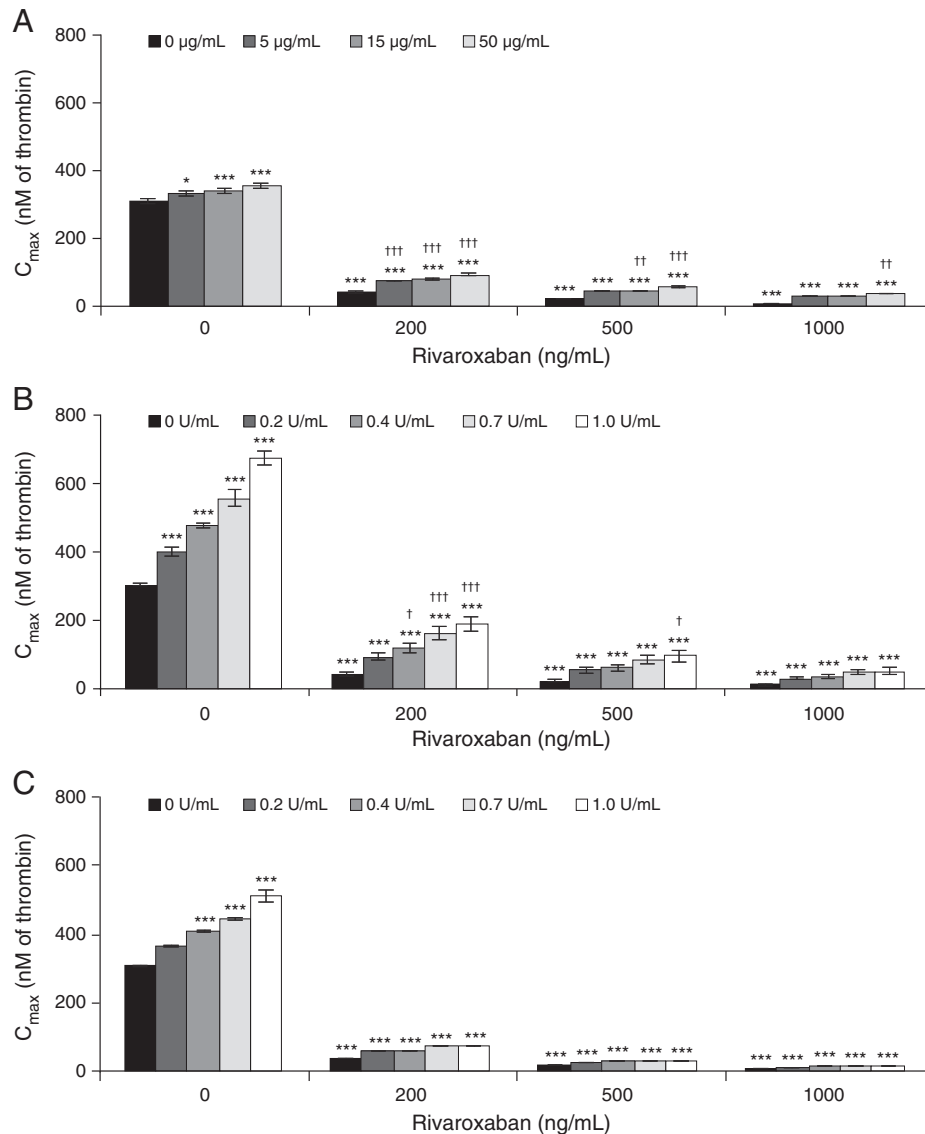 A
800
0 µg/mL 5 µg/mL 15 µg/mL 50 µg/mL
600
400
200
0
Cmax (nM of thrombin)
* *** ***
††† ††† †††
*** *** *** ***
†† †††
*** *** *** ***
††
*** *** *** ***
0 200 500 1000
Rivaroxaban (ng/mL)
B
800
0 U/mL 0.2 U/mL 0.4 U/mL 0.7 U/mL 1.0 U/mL
600
400
200
0
Cmax (nM of thrombin)
*** *** *** ***
† ††† †††
*** *** *** *** ***
†
*** *** *** *** ***
*** *** *** *** ***
0 200 500 1000
Rivaroxaban (ng/mL)
C
800
0 U/mL 0.2 U/mL 0.4 U/mL 0.7 U/mL 1.0 U/mL
600
400
200
0
Cmax (nM of thrombin)
*** *** ***
*** *** *** *** ***
*** *** *** *** ***
*** *** *** *** ***
0 200 500 1000
Rivaroxaban (ng/mL)